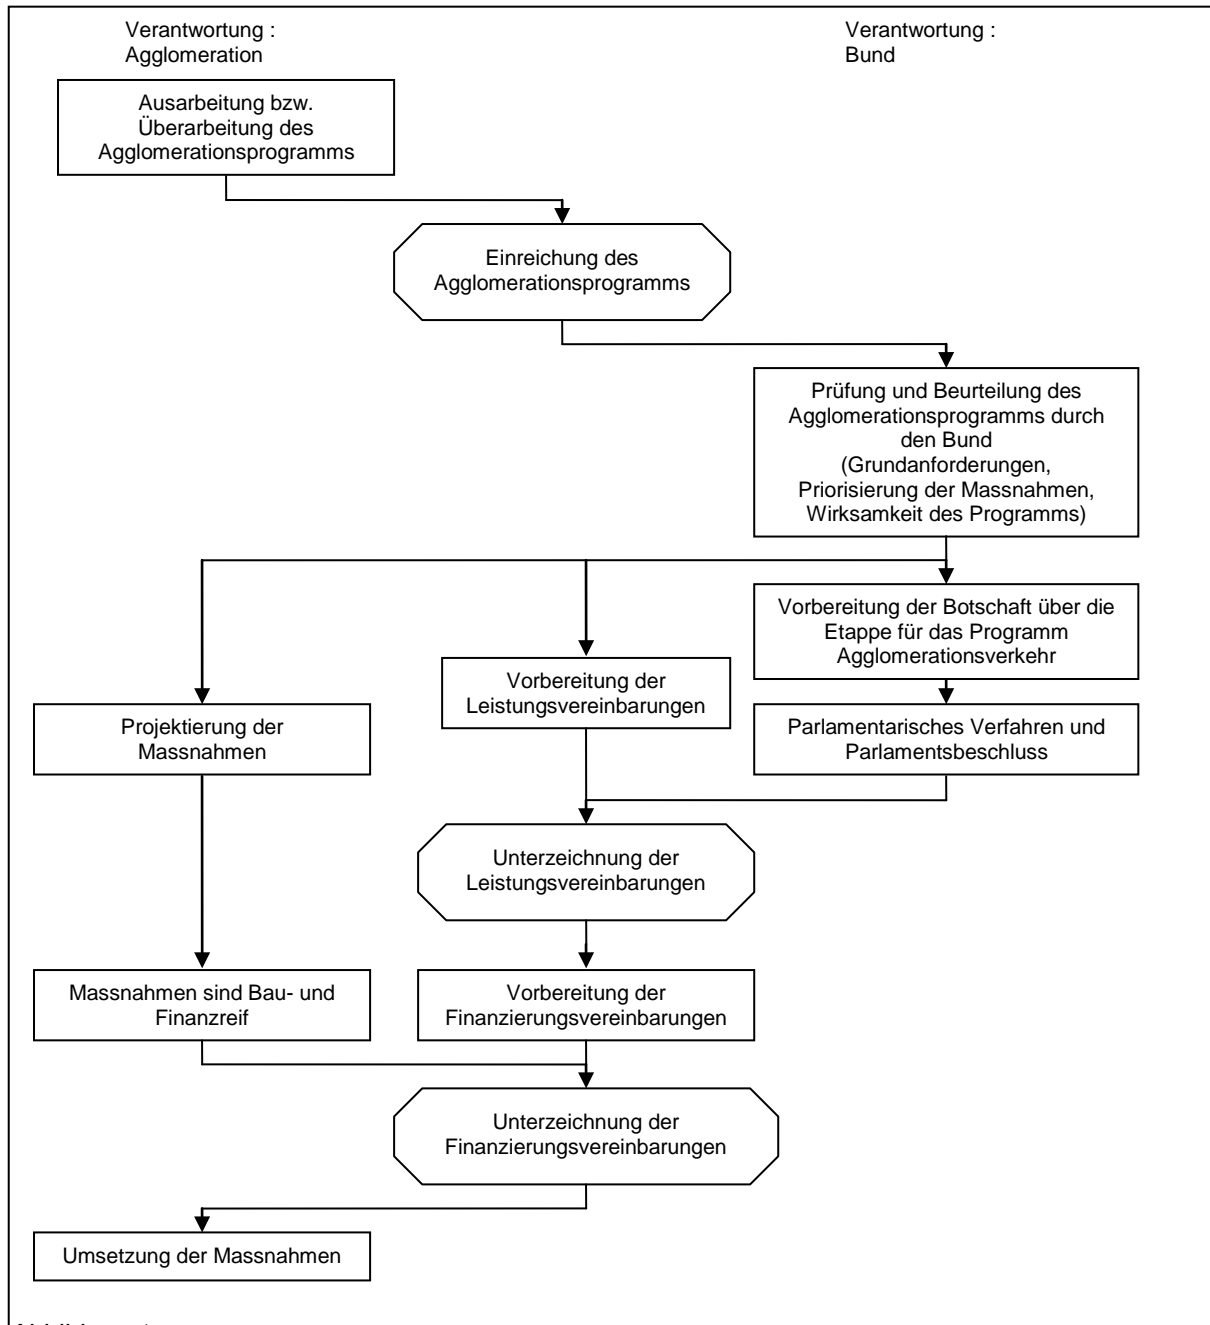 Verantwortung :
Agglomeration
Verantwortung :
Bund
Ausarbeitung bzw.
Überarbeitung des
Agglomerationsprogramms
Einreichung des
Agglomerationsprogramms
Prüfung und Beurteilung des
Agglomerationsprogramms durch
den Bund
(Grundanforderungen,
Priorisierung der Massnahmen,
Wirksamkeit des Programms)
Vorbereitung der Botschaft über die
Etappe für das Programm
Agglomerationsverkehr
Vorbereitung der
Leistungsvereinbarungen
Projektierung der
Massnahmen
Parlamentarisches Verfahren und
Parlamentsbeschluss
Unterzeichnung der
Leistungsvereinbarungen
Massnahmen sind Bau- und
Finanzreif
Vorbereitung der
Finanzierungsvereinbarungen
Unterzeichnung der
Finanzierungsvereinbarungen
Umsetzung der Massnahmen